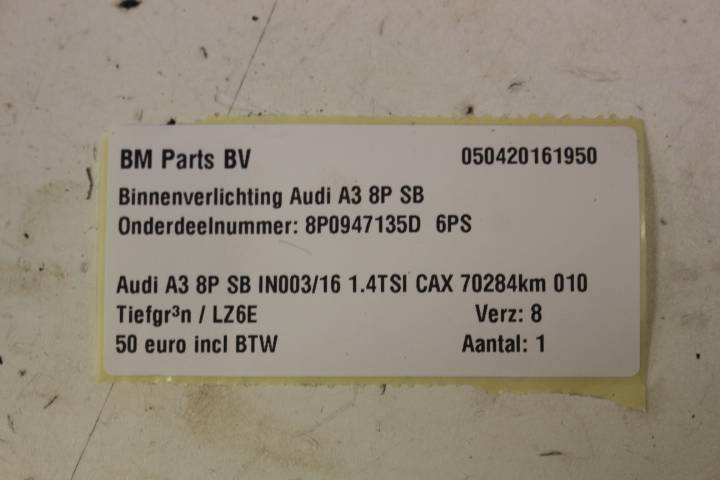 BM Parts BV 050420161950
Binnenverlichting Audi A3 8P SB
Onderdeelnummer: 8P0947135D 6PS
Audi A3 8P SB IN003/16 1.4TSI CAX 70284km 010
Tiefgr³n / LZ6E Verz: 8
50 euro incl BTW Aantal: 1